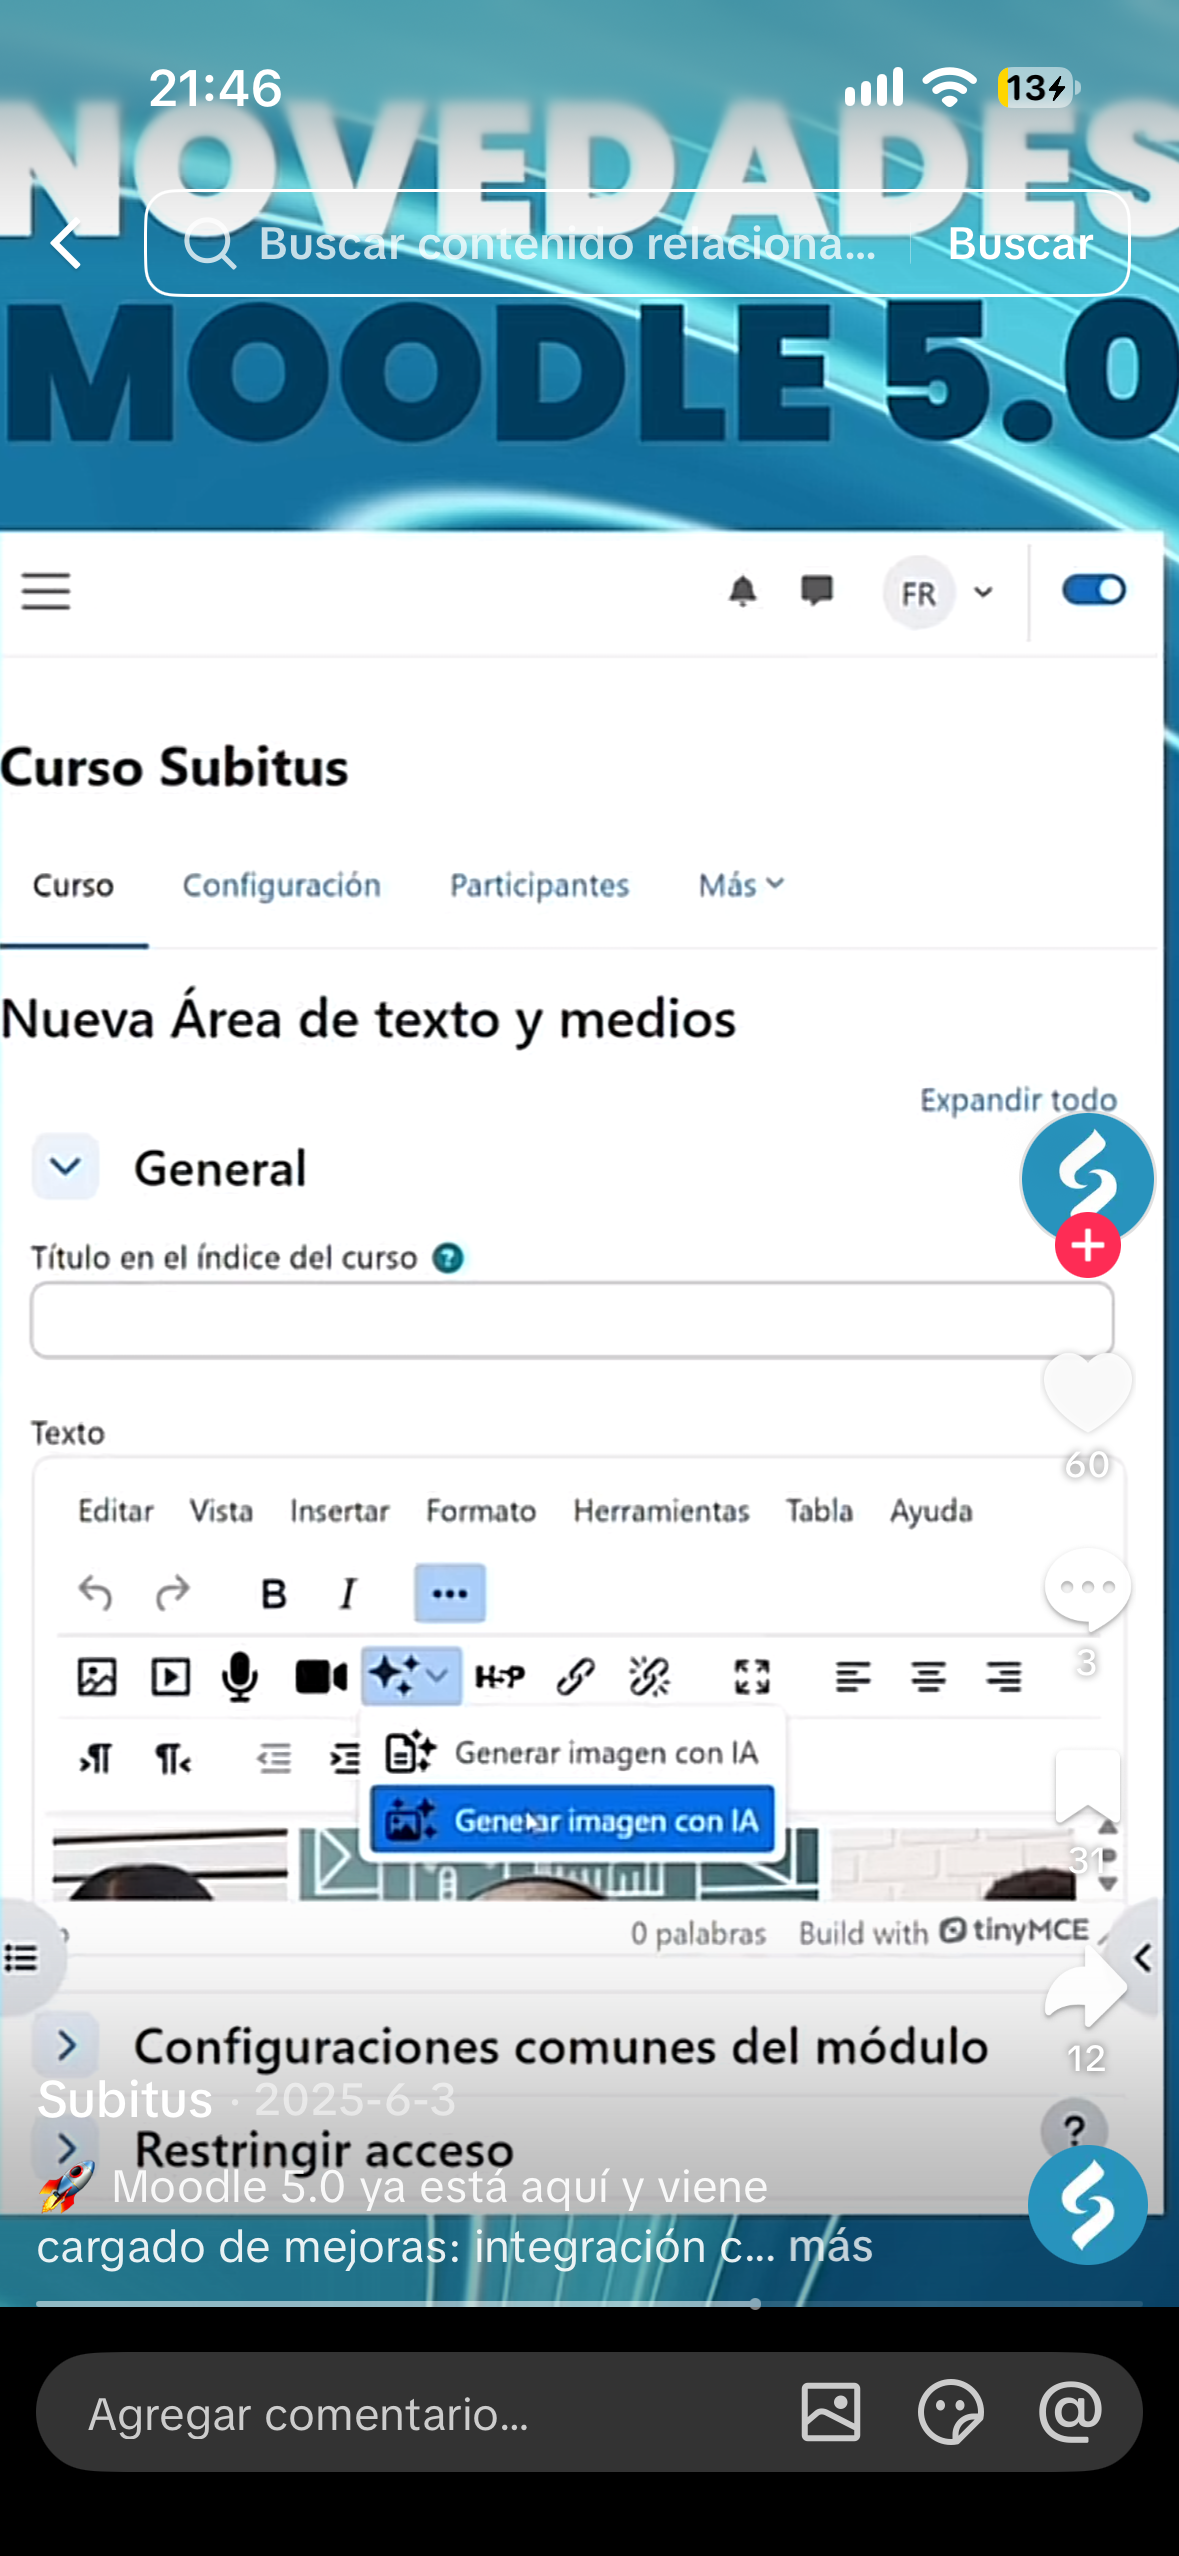 21:46
13
NOVEDADES
Buscar contenido relaciona...
Buscar
MOODLE 5.0
FR
Curso Subitus
Curso
Configuración
Participantes
Más
Nueva Área de texto y medios
Expandir todo
General
Título en el índice del curso ?
60
Texto
Editar Vista Insertar Formato Herramientas Tabla Ayuda
B I ...
3
H-P
Generar imagen con IA
Generar imagen con IA
31
0 palabras Build with tinyMCE
Configuraciones comunes del módulo
12
Subitus · 2025-6-3
Restringir acceso
?
🚀 Moodle 5.0 ya está aquí y viene
cargado de mejoras: integración c... más
Agregar comentario...
@